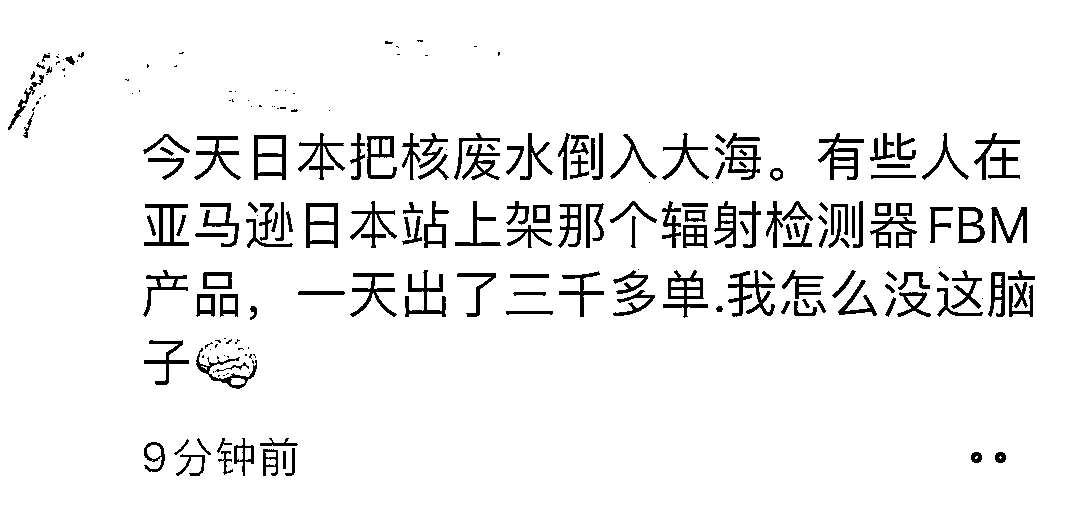 今天日本把核废水倒入大海。有些人在
亚马逊日本站上架那个辐射检测器FBM
产品，一天出了三千多单.我怎么没这脑
子🧠
9分钟前